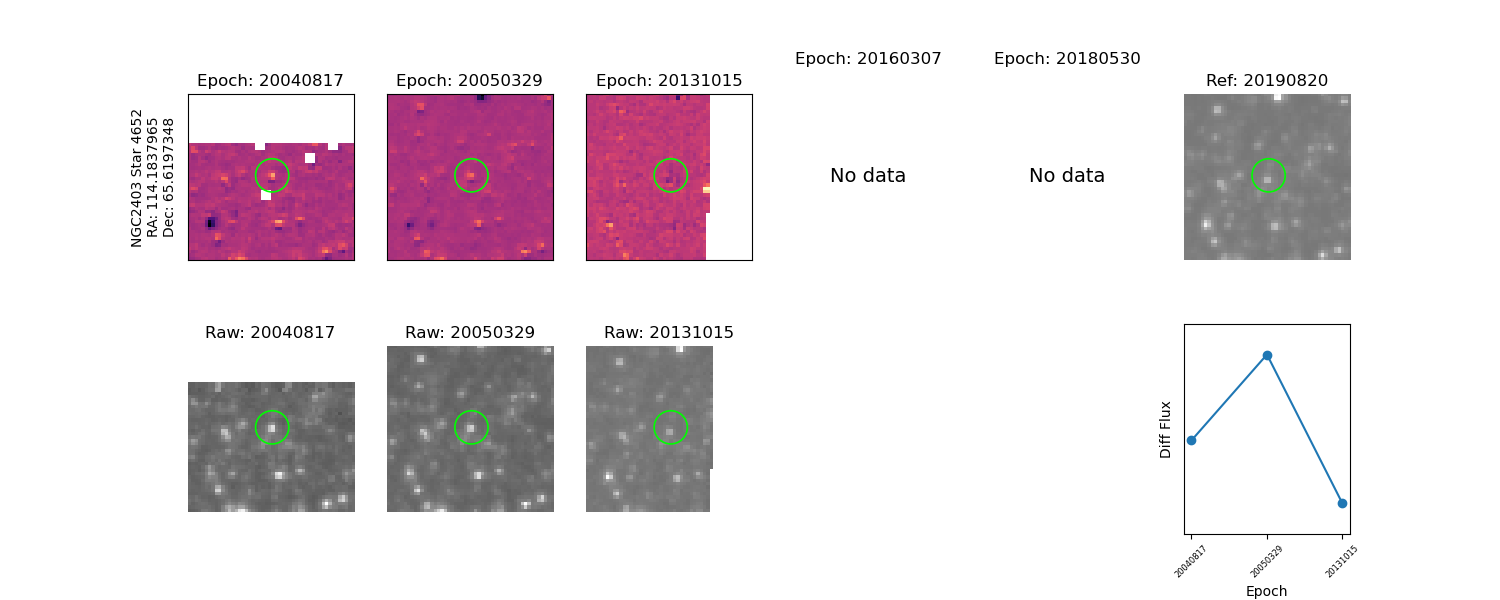 Epoch: 20040817
Epoch: 20050329
Epoch: 20131015
Epoch: 20160307
Epoch: 20180530
Ref: 20190820
NGC2403 Star 4652
RA: 114.1837965
Dec: 65.6197348
No data
No data
Raw: 20040817
Raw: 20050329
Raw: 20131015
Diff Flux
20040817
20050329
20131015
Epoch